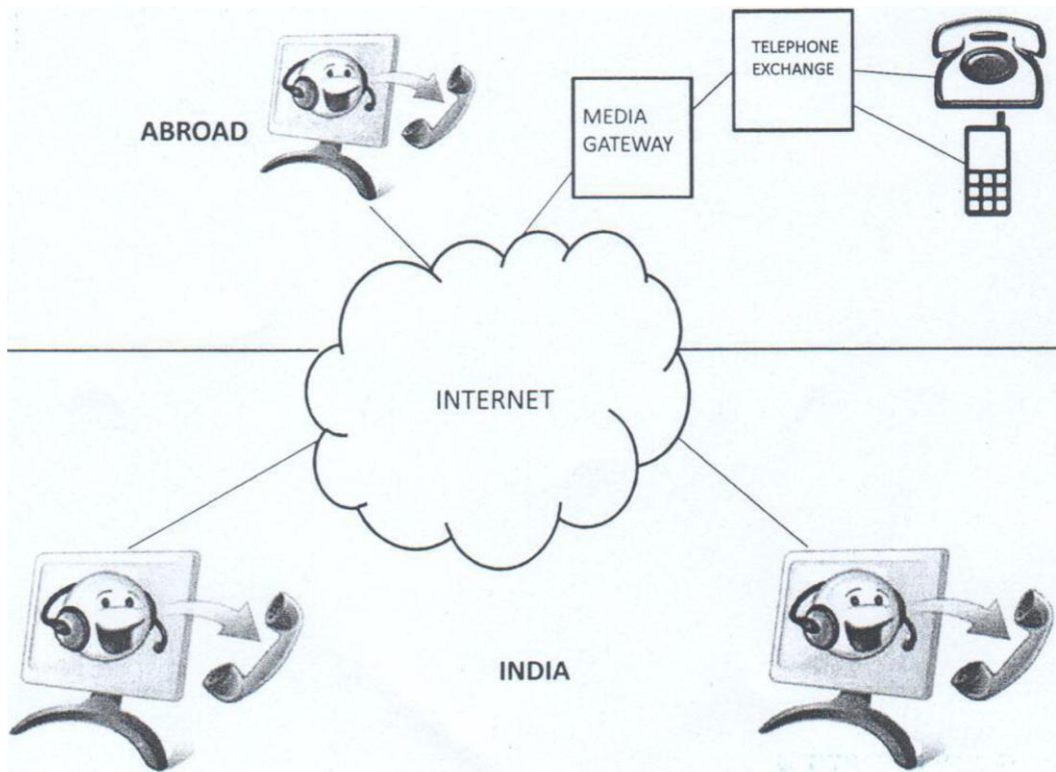 TELEPHONE
EXCHANGE
MEDIA
GATEWAY
ABROAD
INTERNET
INDIA